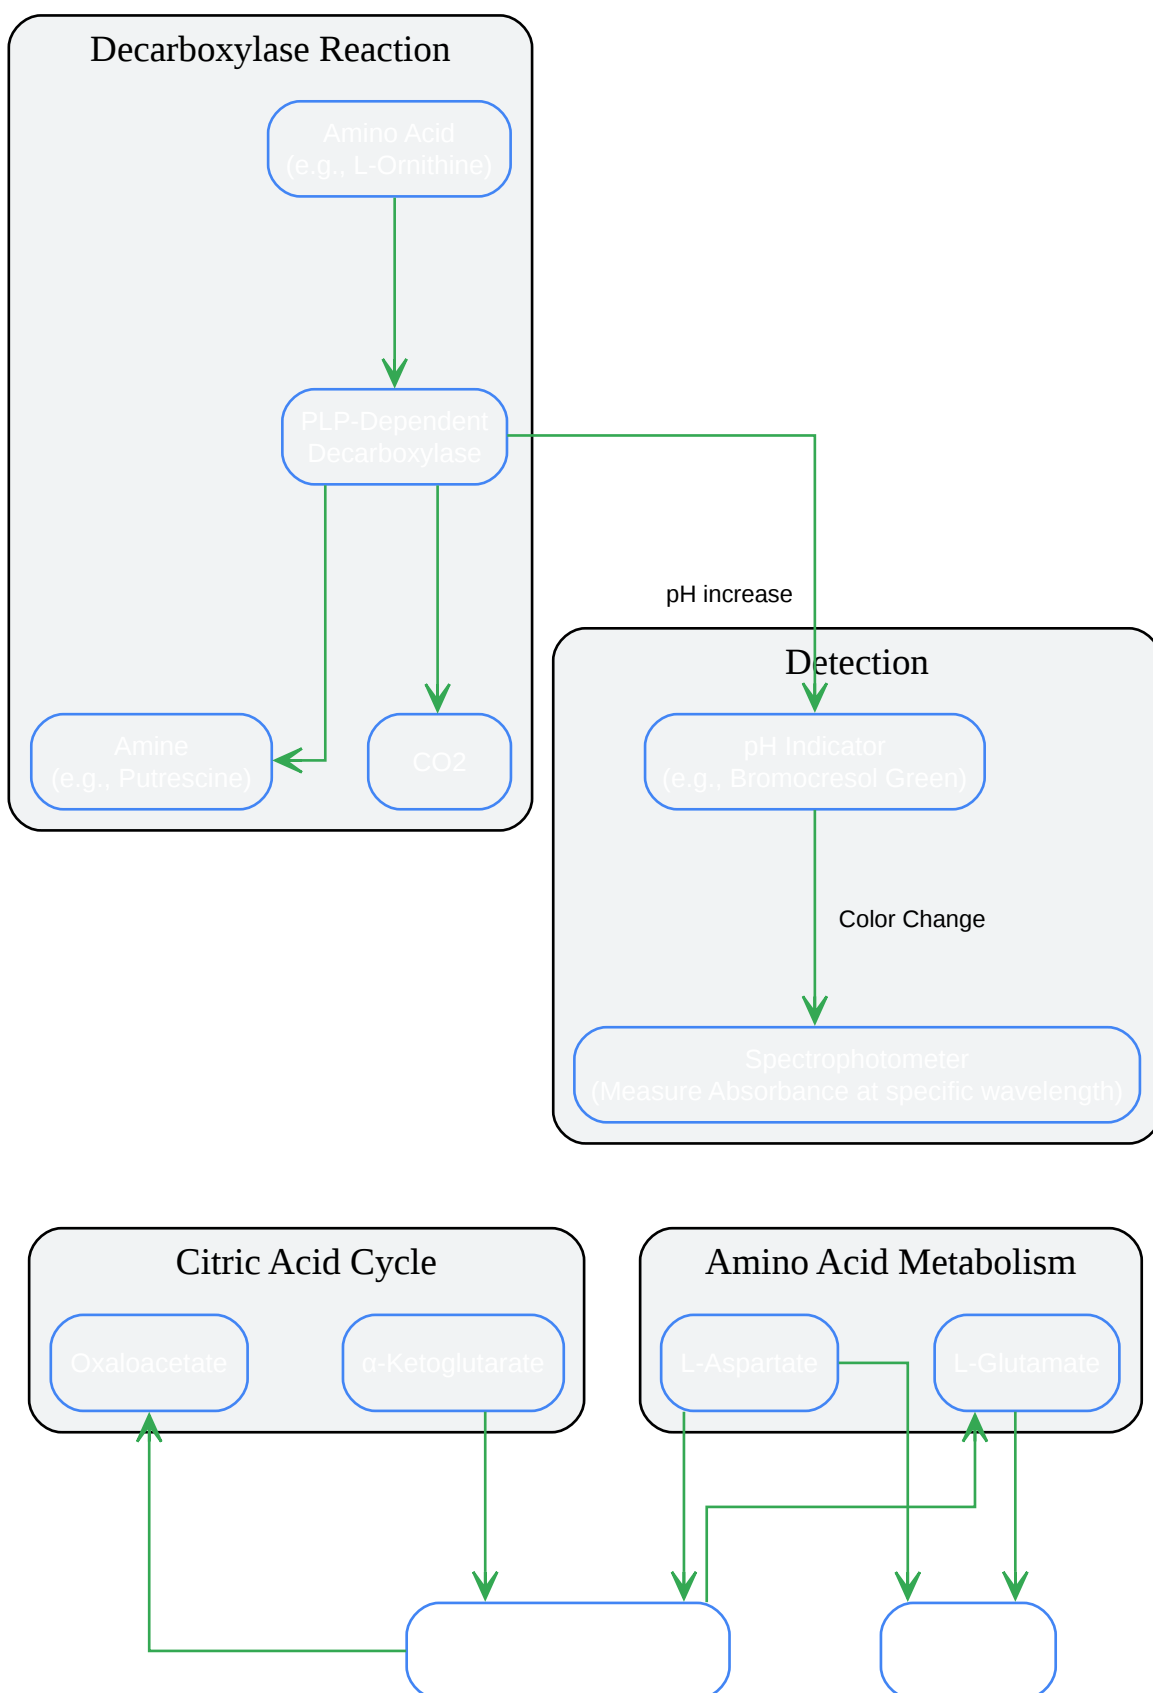 Decarboxylase Reaction
Amino Acid
(e.g., L-Ornithine)
PLP-Dependent
Decarboxylase
pH increase
Detection
Amine
(e.g., Putrescine)
CO2
pH Indicator
(e.g., Bromocresol Green)
Color Change
Spectrophotometer
(Measure Absorbance at specific wavelength)
Citric Acid Cycle
Amino Acid Metabolism
Oxaloacetate
α-Ketoglutarate
L-Aspartate
L-Glutamate